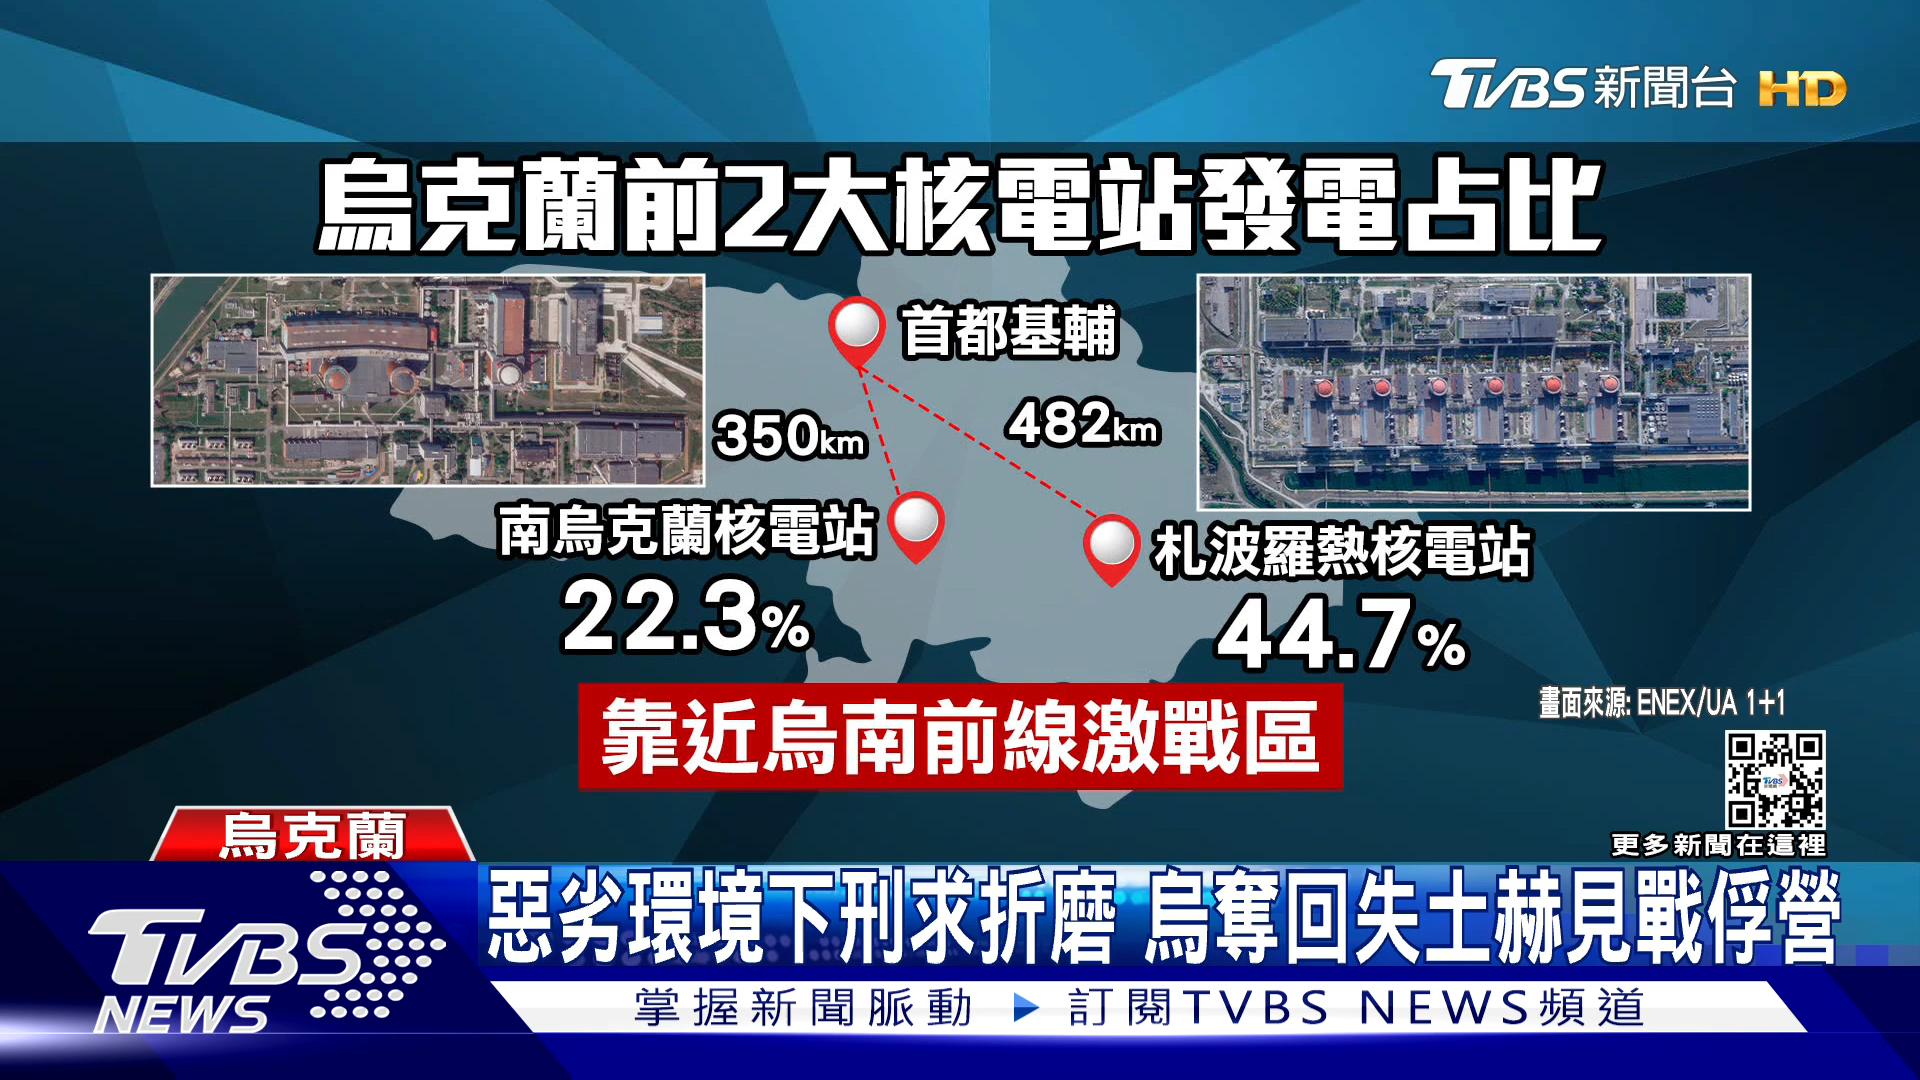 TVBS新聞台 HD
烏克蘭前2大核電站發電占比
首都基輔
350km
482km
南烏克蘭核電站
22.3%
札波羅熱核電站
44.7%
靠近烏南前線激戰區
畫面來源: ENEX/UA 1+1
TVBS
更多新聞在這裡
烏克蘭
惡劣環境下刑求折磨 烏奪回失土赫見戰俘營
TVBS
NEWS
掌握新聞脈動 ▶ 訂閱TVBS NEWS頻道